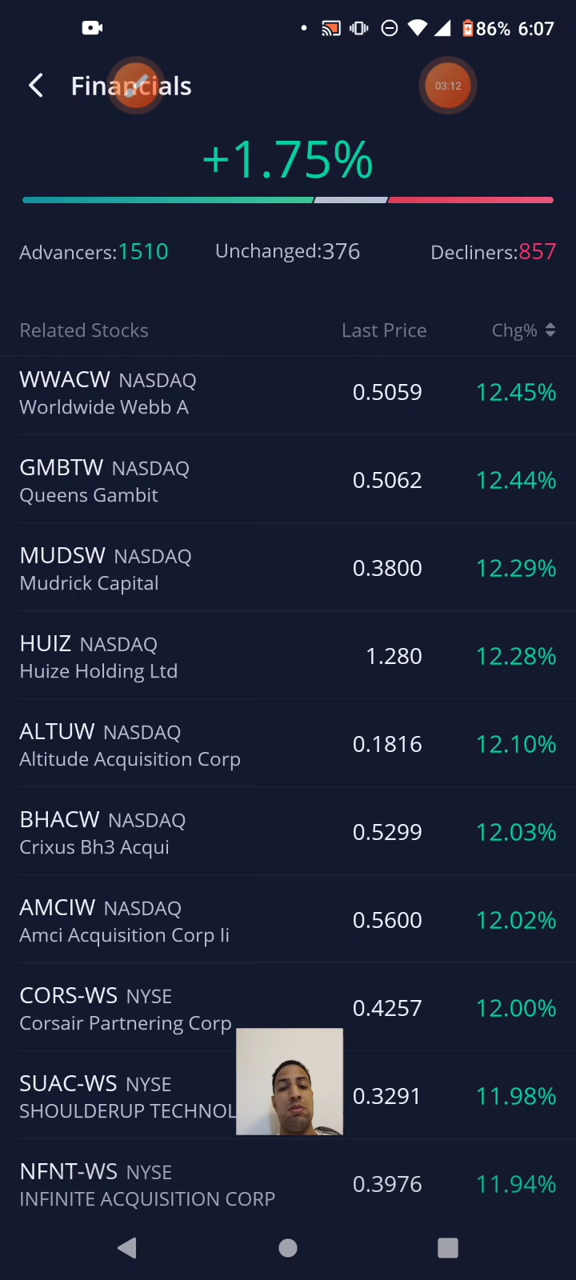 86% 6:07
Financials
03:12
+1.75%
Advancers:1510 Unchanged:376 Decliners:857
Related Stocks Last Price Chg%
WWACW NASDAQ
Worldwide Webb A
0.5059 12.45%
GMBTW NASDAQ
Queens Gambit
0.5062 12.44%
MUDSW NASDAQ
Mudrick Capital
0.3800 12.29%
HUIZ NASDAQ
Huize Holding Ltd
1.280 12.28%
ALTUW NASDAQ
Altitude Acquisition Corp
0.1816 12.10%
BHACW NASDAQ
Crixus Bh3 Acqui
0.5299 12.03%
AMCIW NASDAQ
Amci Acquisition Corp Ii
0.5600 12.02%
CORS-WS NYSE
Corsair Partnering Corp
0.4257 12.00%
SUAC-WS NYSE
SHOULDERUP TECHNOL
0.3291 11.98%
NFNT-WS NYSE
INFINITE ACQUISITION CORP
0.3976 11.94%